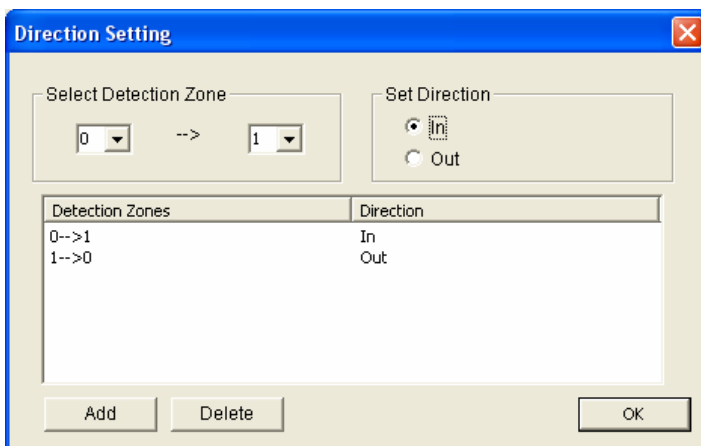 Direction Setting
Select Detection Zone
0 --> 1
Set Direction
In
Out
Detection Zones Direction
0-->1 In
1-->0 Out
Add Delete OK